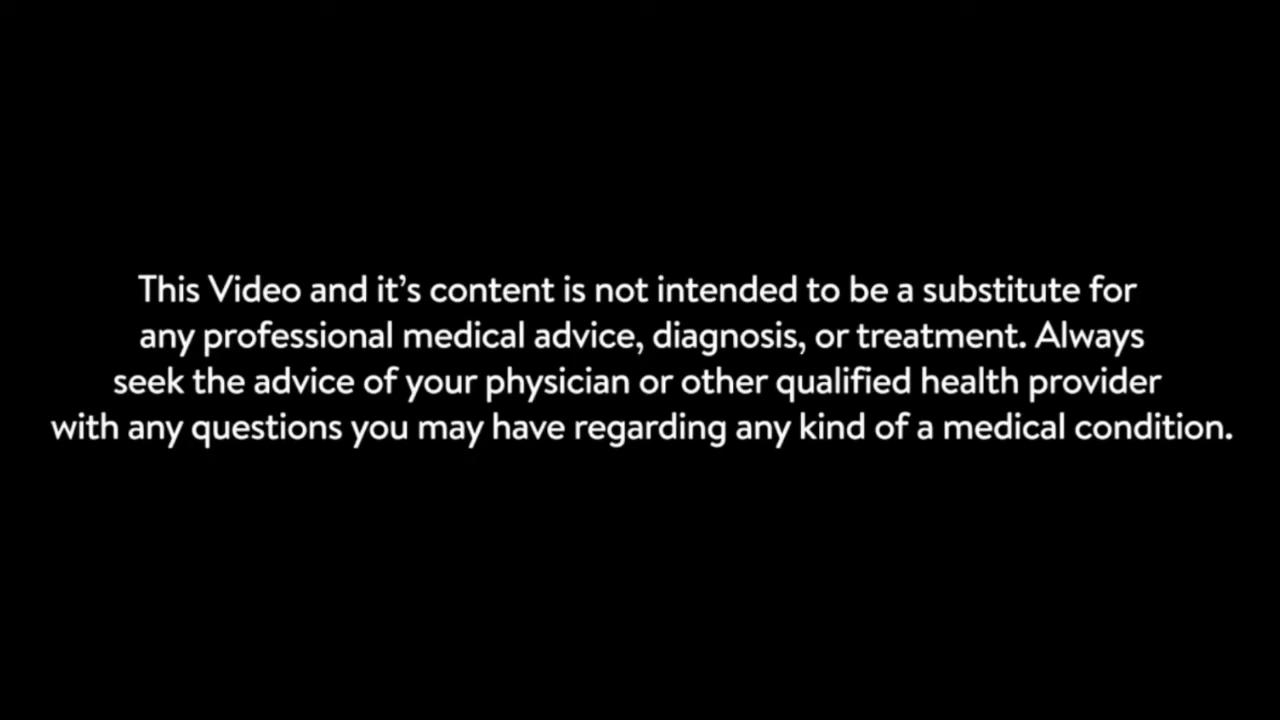 This Video and it’s content is not intended to be a substitute for
any professional medical advice, diagnosis, or treatment. Always
seek the advice of your physician or other qualified health provider
with any questions you may have regarding any kind of a medical condition.